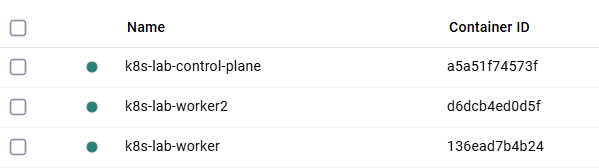 Name Container ID
k8s-lab-control-plane a5a51f74573f
k8s-lab-worker2 d6dcb4ed0d5f
k8s-lab-worker 136ead7b4b24